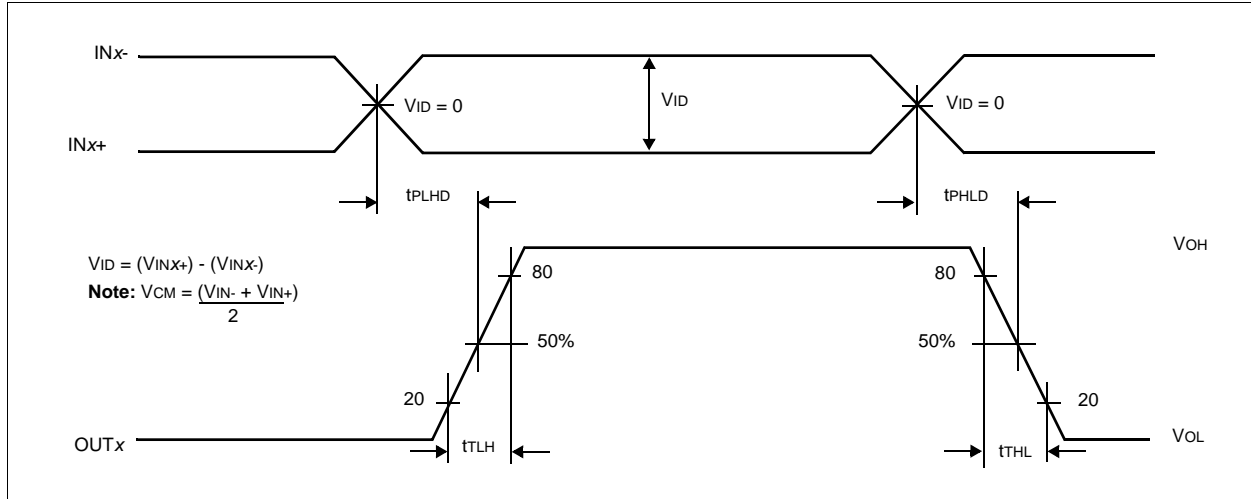 INx-
VID = 0
VID
VID = 0
INx+
tPLHD
tPHLD
VOH
VID = (VINx+) - (VINx-)
80
80
Note: VCM = (VIN- + VIN+)
2
50%
50%
20
20
OUTx
tTLH
tTHL
VOL